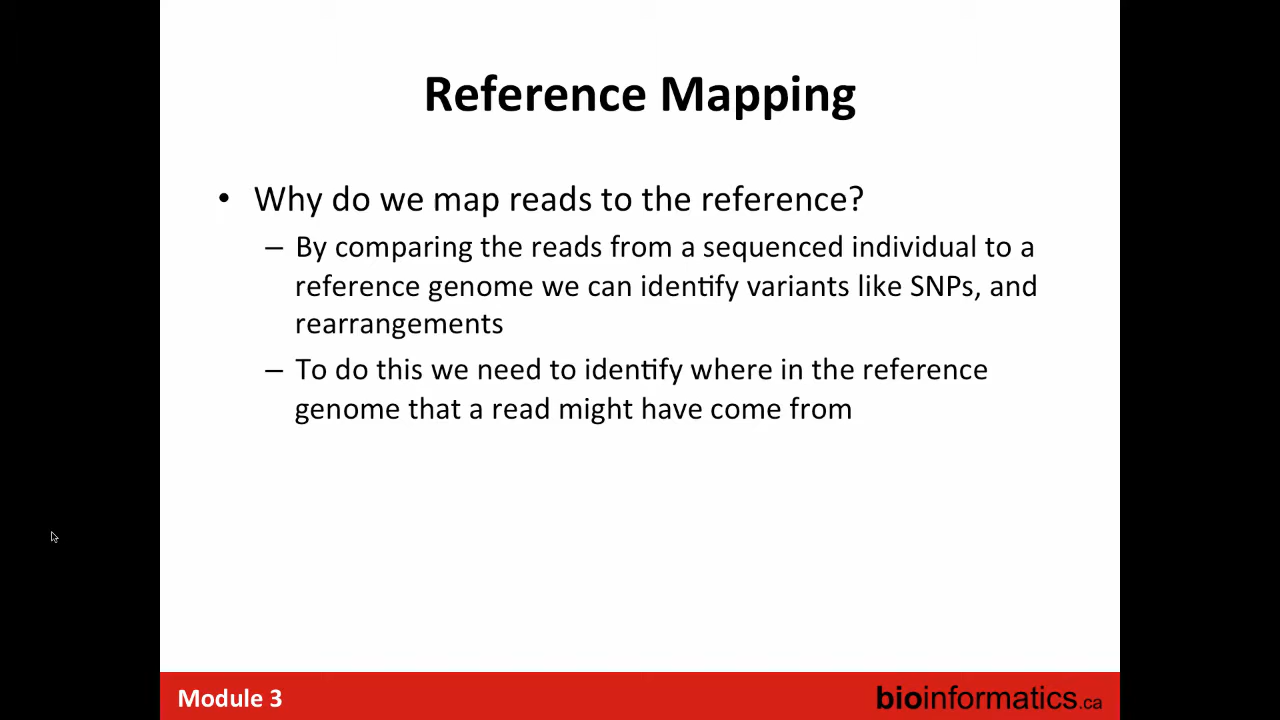 Reference Mapping
• Why do we map reads to the reference?
– By comparing the reads from a sequenced individual to a
reference genome we can identify variants like SNPs, and
rearrangements
– To do this we need to identify where in the reference
genome that a read might have come from
Module 3
bioinformatics.ca